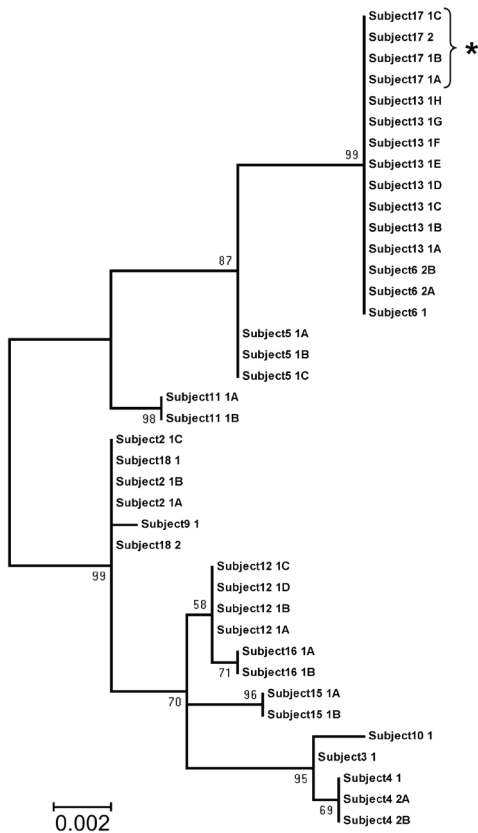 Subject17 1C
Subject17 2
Subject17 1B
Subject17 1A
*
Subject13 1H
Subject13 1G
Subject13 1F
99
Subject13 1E
Subject13 1D
Subject13 1C
Subject13 1B
Subject13 1A
87
Subject6 2B
Subject6 2A
Subject6 1
Subject5 1A
Subject5 1B
Subject5 1C
Subject11 1A
98
Subject11 1B
Subject2 1C
Subject18 1
Subject2 1B
Subject2 1A
Subject9 1
Subject18 2
99
Subject12 1C
Subject12 1D
58
Subject12 1B
Subject12 1A
Subject16 1A
71
Subject16 1B
96
Subject15 1A
70
Subject15 1B
Subject10 1
Subject3 1
95
Subject4 1
Subject4 2A
69
Subject4 2B
0.002